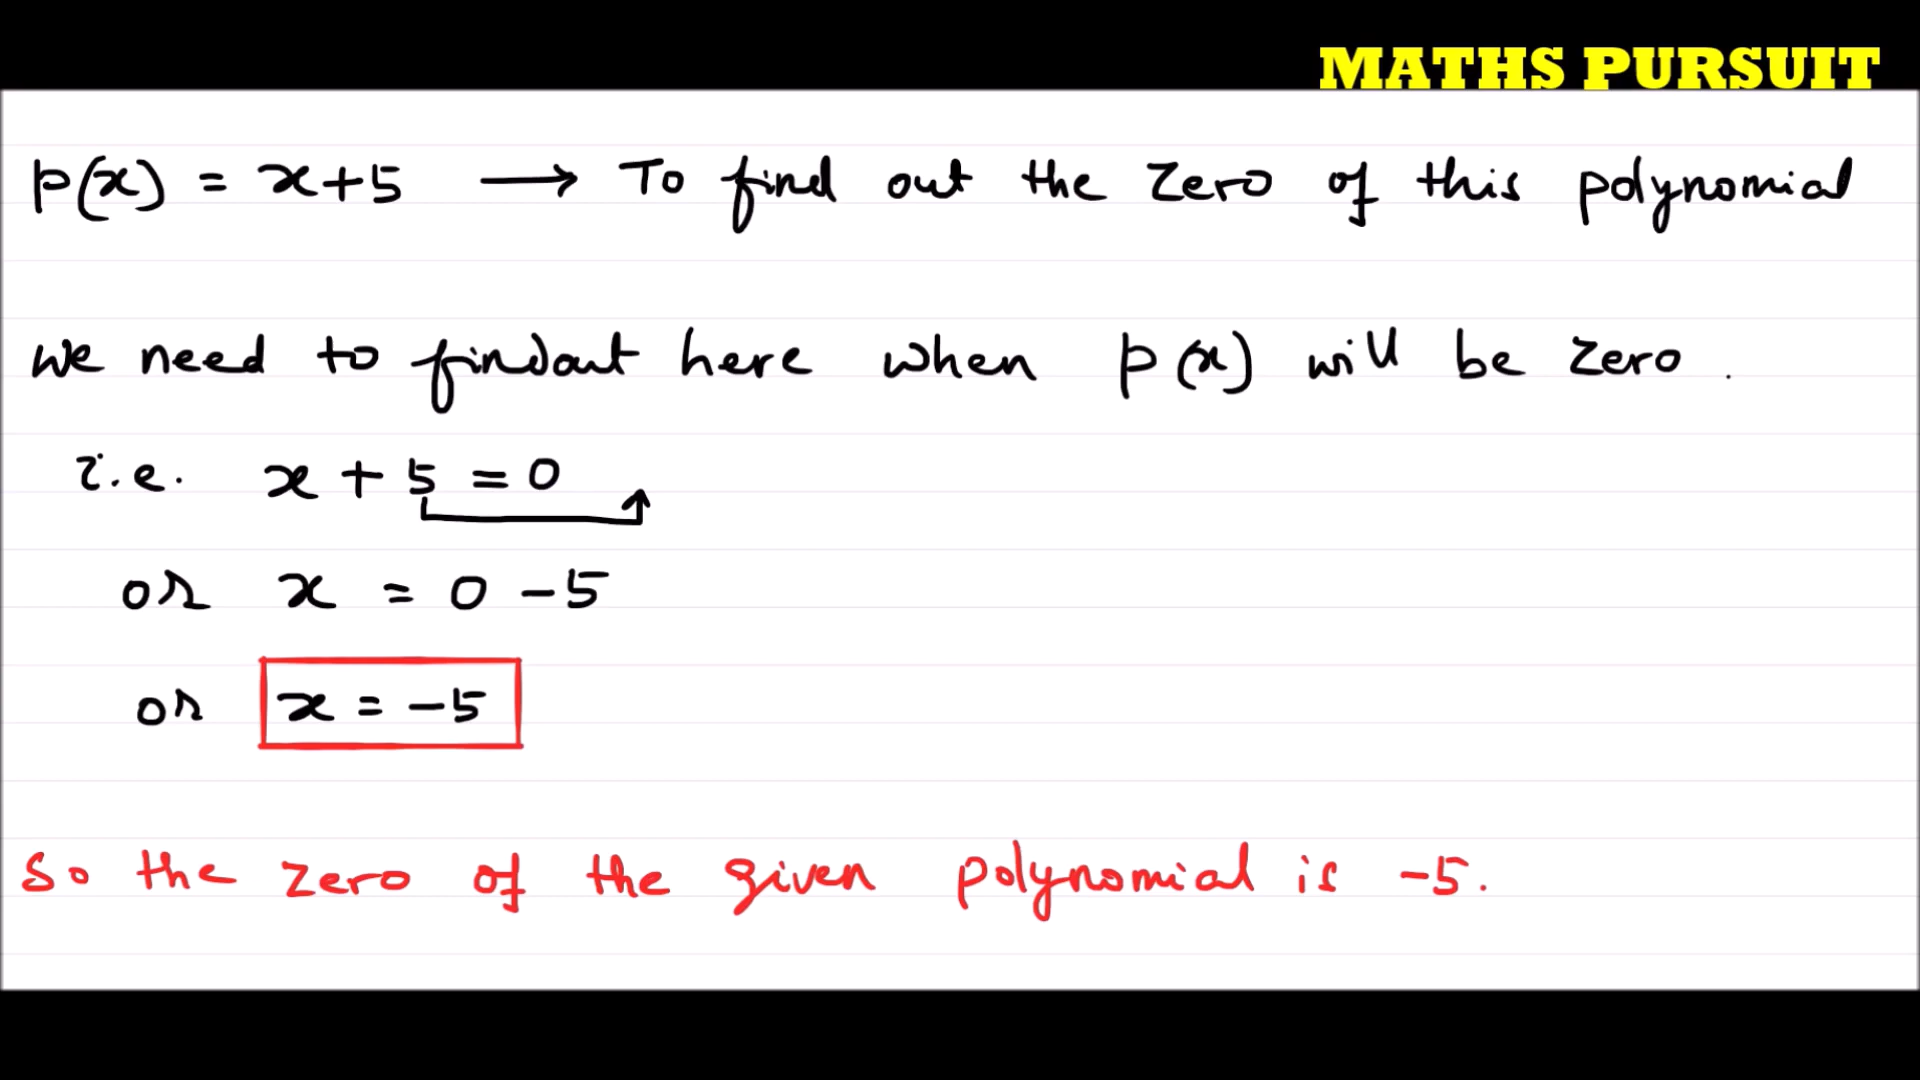 MATHS PURSUIT
p(x) = x+5 → To find out the zero of this polynomial
we need to findout here when p(x) will be zero.
i.e. x + 5 = 0
or x = 0 - 5
or x = -5
So the zero of the given polynomial is -5.